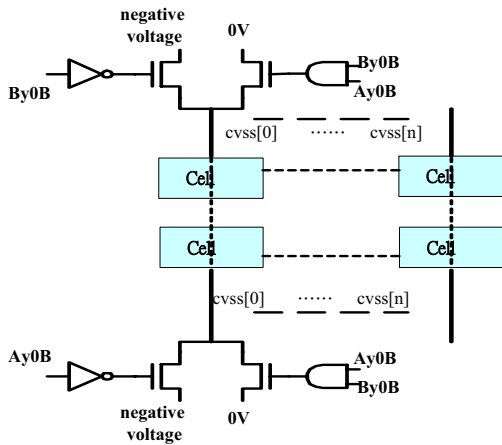 negative
voltage
0V
By0B
By0B
Ay0B
cvss[0] ...... cvss[n]
Cell
Cell
Cell
Cell
cvss[0] ...... cvss[n]
Ay0B
Ay0B
By0B
negative
voltage
0V